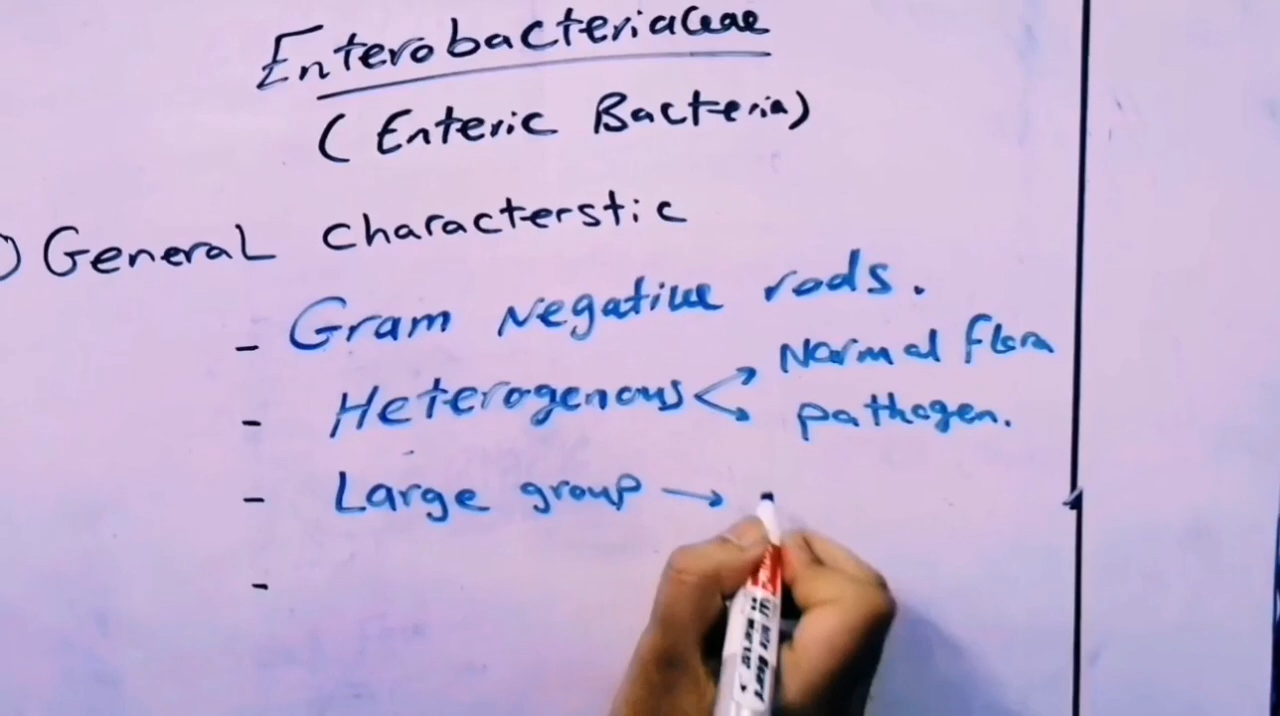 Enterobacteriaceae
(Enteric Bacteria)
) General characterstic
- Gram Negative rods.
- Heterogenous < Normal flora
pathogen.
- Large group →
-